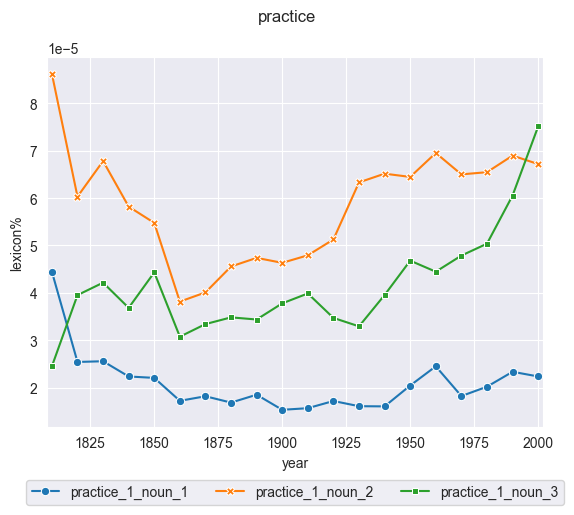 practice
1e−5
8
7
6
5
4
3
2
lexicon%
1825 1850 1875 1900 1925 1950 1975 2000
year
practice_1_noun_1 practice_1_noun_2 practice_1_noun_3